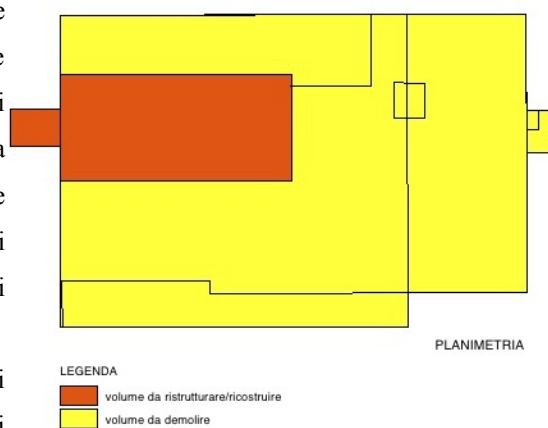 e
e
i
a
e
i
i
PLANIMETRIA
LEGENDA
i
volume da ristrutturare/ricostruire
volume da demolire
i